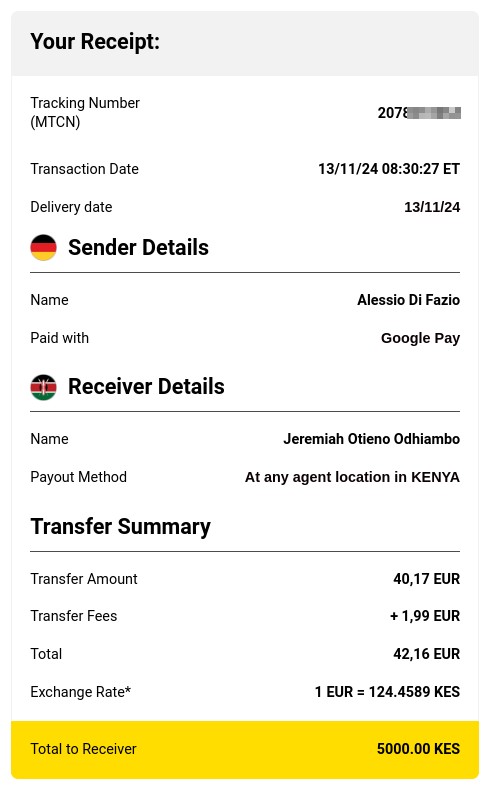 Your Receipt:
Tracking Number
(MTCN) 2078
Transaction Date 13/11/24 08:30:27 ET
Delivery date 13/11/24
Sender Details
Name Alessio Di Fazio
Paid with Google Pay
Receiver Details
Name Jeremiah Otieno Odhiambo
Payout Method At any agent location in KENYA
Transfer Summary
Transfer Amount 40,17 EUR
Transfer Fees + 1,99 EUR
Total 42,16 EUR
Exchange Rate* 1 EUR = 124.4589 KES
Total to Receiver 5000.00 KES